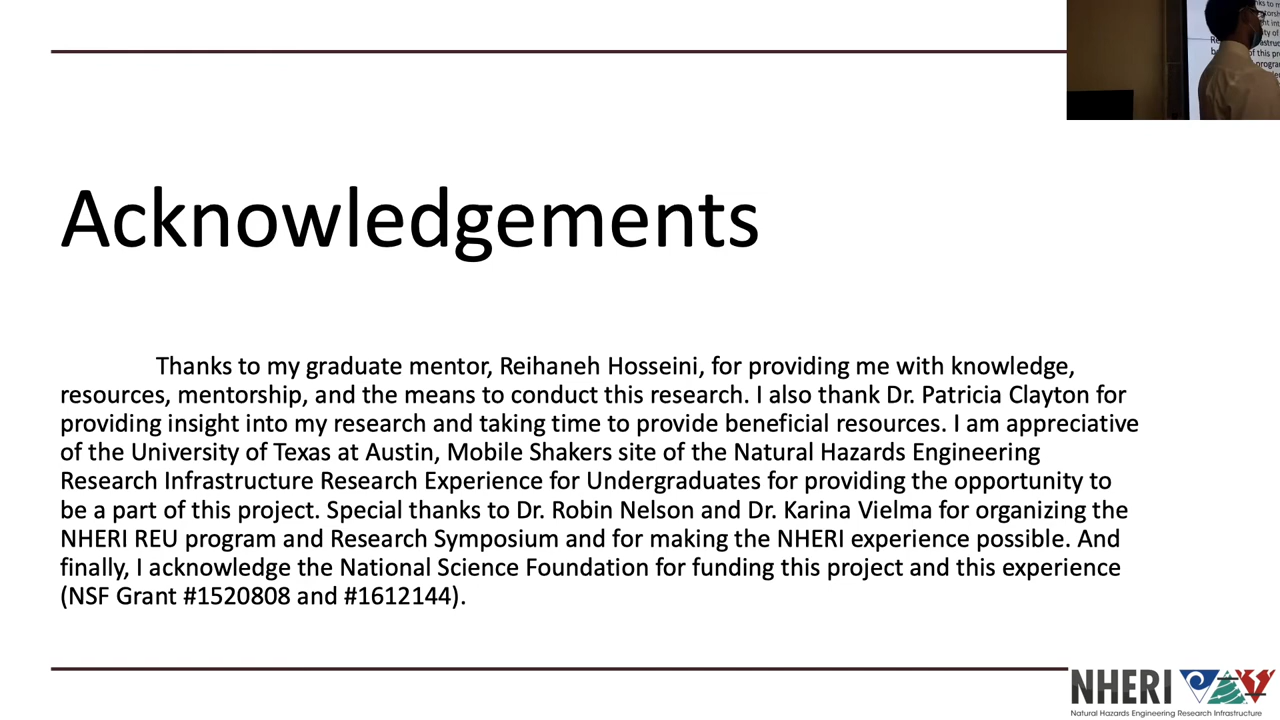 Acknowledgements
Thanks to my graduate mentor, Reihaneh Hosseini, for providing me with knowledge,
resources, mentorship, and the means to conduct this research. I also thank Dr. Patricia Clayton for
providing insight into my research and taking time to provide beneficial resources. I am appreciative
of the University of Texas at Austin, Mobile Shakers site of the Natural Hazards Engineering
Research Infrastructure Research Experience for Undergraduates for providing the opportunity to
be a part of this project. Special thanks to Dr. Robin Nelson and Dr. Karina Vielma for organizing the
NHERI REU program and Research Symposium and for making the NHERI experience possible. And
finally, I acknowledge the National Science Foundation for funding this project and this experience
(NSF Grant #1520808 and #1612144).
NHERI
Natural Hazards Engineering Research Infrastructure